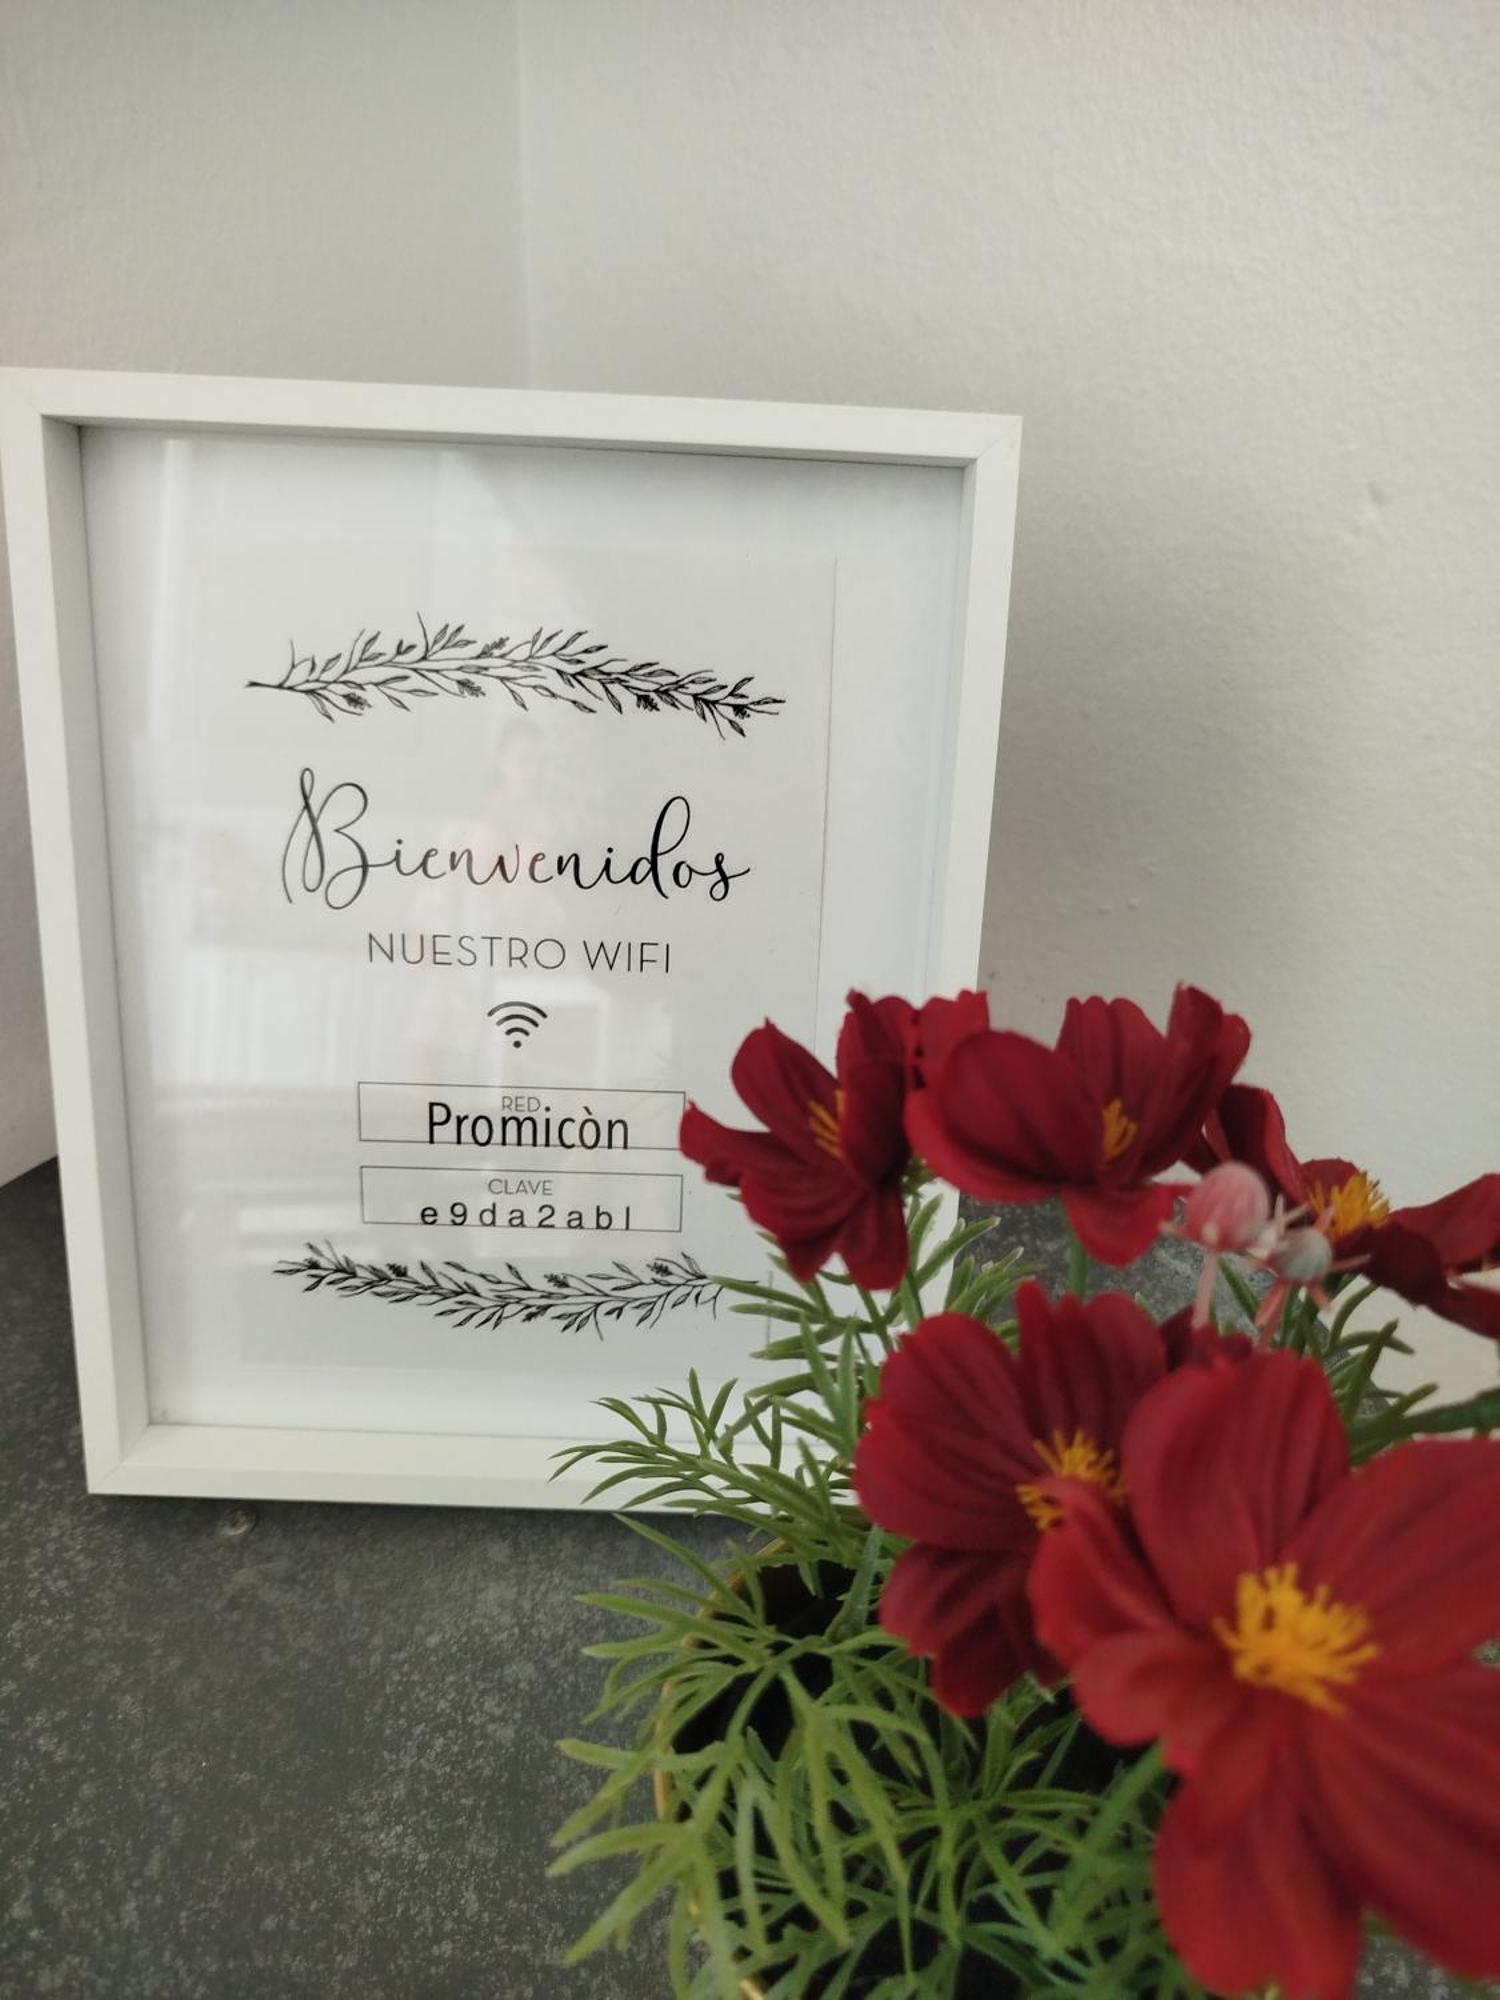 Bienvenidos
NUESTRO WIFI
RED
Promicòn
CLAVE
e9da2abl